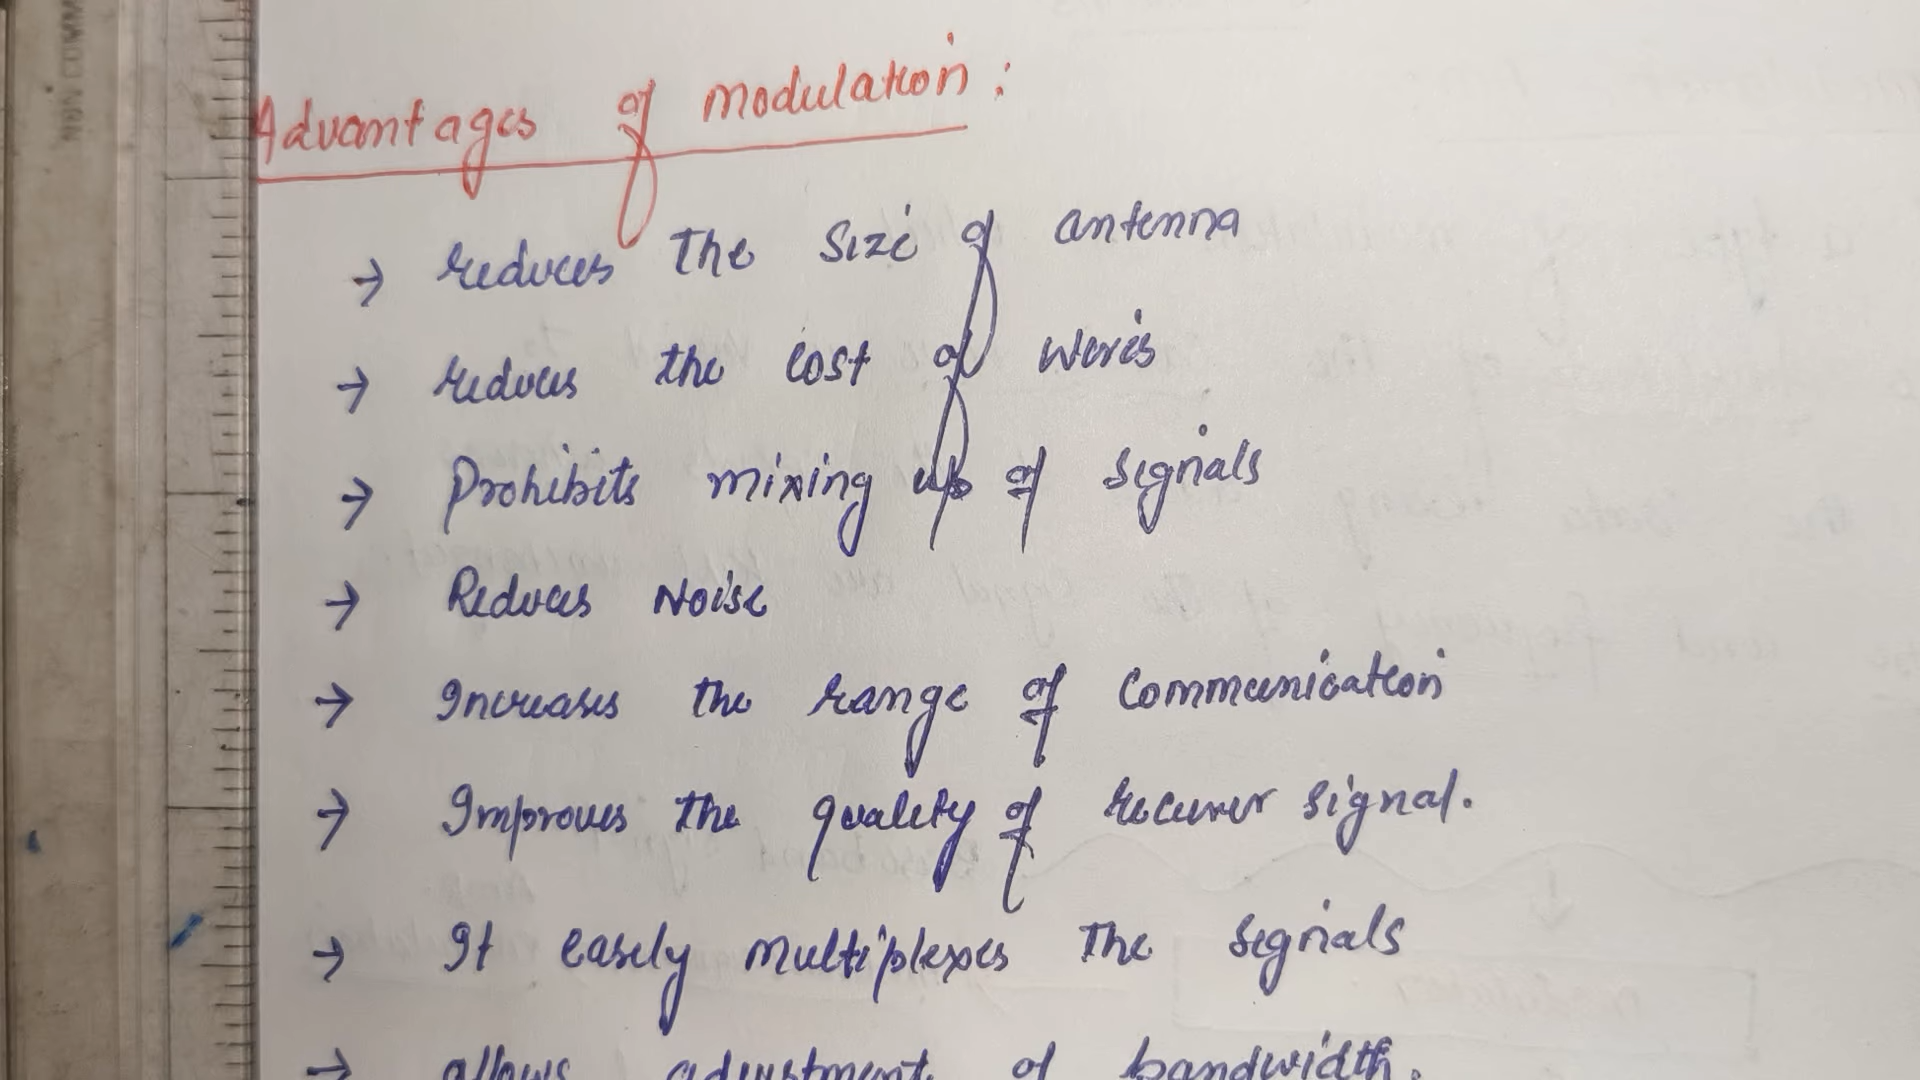 Advantages of modulation:
→ reduces The Size of antenna
→ reduces the cost of wires
→ Prohibits mixing up of signals
→ Reduces Noise
→ Increases the range of Communication
→ Improves the quality of receiver signal.
→ It easily multiplexes The signals
→ allows adjustment of bandwidth.
NON COMM